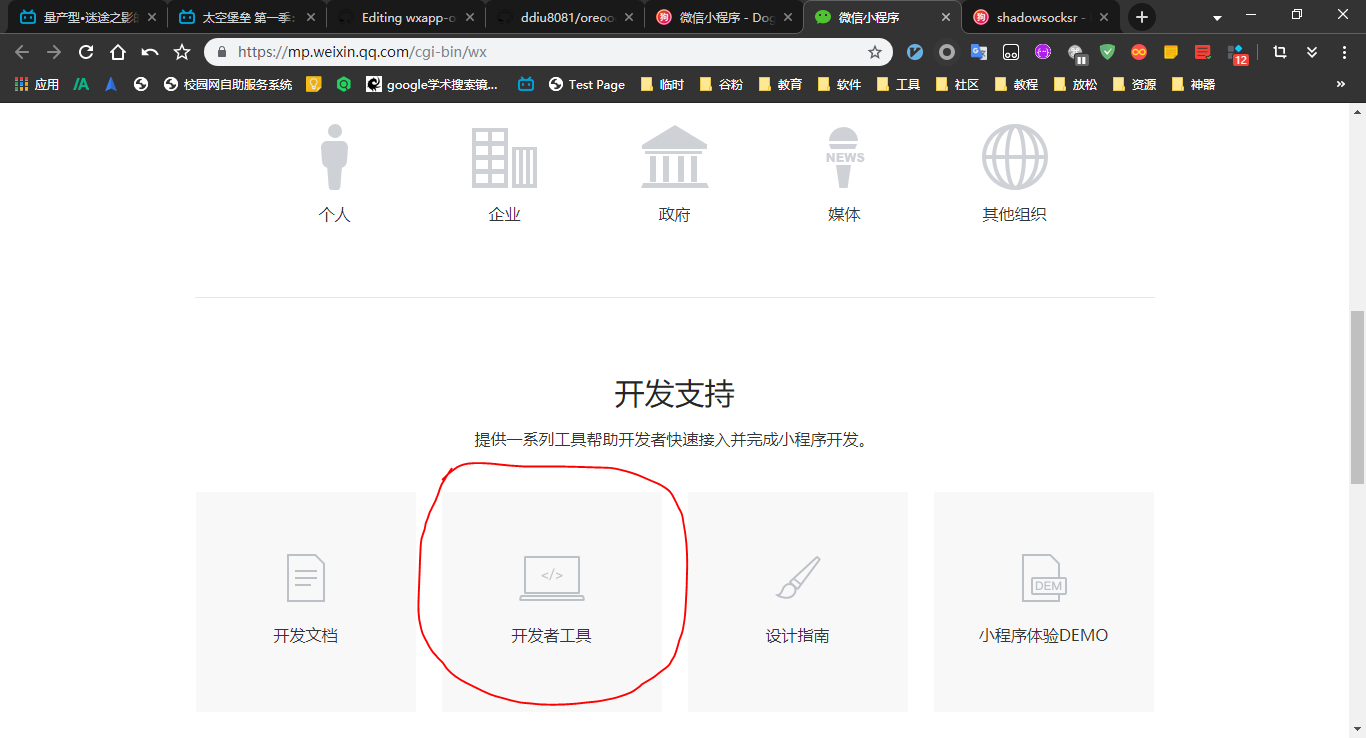 量产型•迷途之影的
太空堡垒 第一季:
Editing wxapp-o
ddiu8081/oreoo
微信小程序 - Dog
微信小程序
shadowsocksr -
https://mp.weixin.qq.com/cgi-bin/wx
12
应用
校园网自助服务系统
google学术搜索镜...
Test Page
临时
谷粉
教育
软件
工具
社区
教程
放松
资源
神器
»
NEWS
个人
企业
政府
媒体
其他组织
开发支持
提供一系列工具帮助开发者快速接入并完成小程序开发。
</>
DEM
开发文档
开发者工具
设计指南
小程序体验DEMO